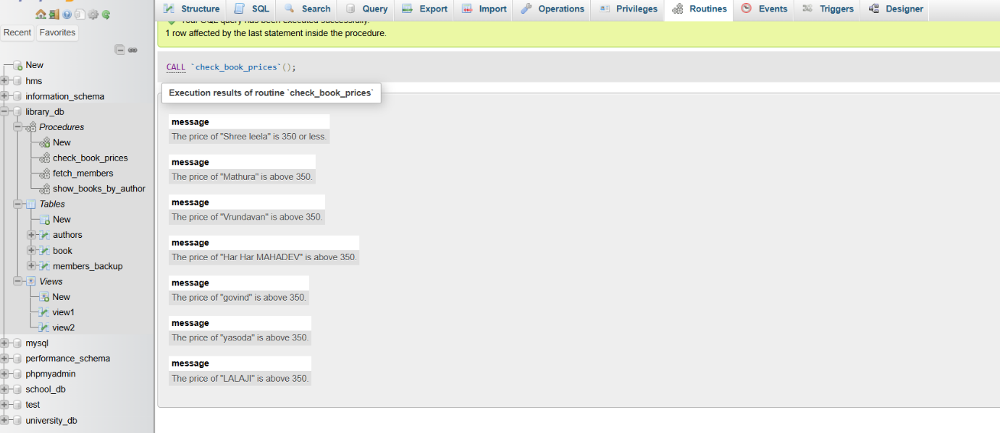 Structure SQL Search Query Export Import Operations Privileges Routines Events Triggers Designer
Recent Favorites
New
hms
information_schema
library_db
Procedures
New
check_book_prices
fetch_members
show_books_by_author
Tables
New
authors
book
members_backup
Views
New
view1
view2
mysql
performance_schema
phpmyadmin
school_db
test
university_db
Your SQL query has been executed successfully.
1 row affected by the last statement inside the procedure.
CALL `check_book_prices`();
Execution results of routine `check_book_prices`
message
The price of "Shree leela" is 350 or less.
message
The price of "Mathura" is above 350.
message
The price of "Vrundavan" is above 350.
message
The price of "Har Har MAHADEV" is above 350.
message
The price of "govind" is above 350.
message
The price of "yasoda" is above 350.
message
The price of "LALAJI" is above 350.